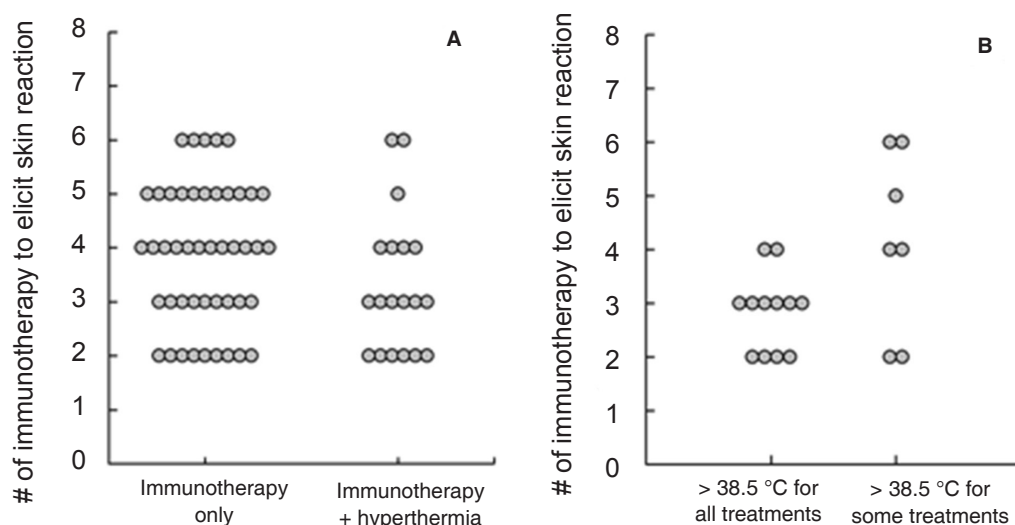 # of immunotherapy to elicit skin reaction
A
8
7
6
5
4
3
2
1
0
Immunotherapy
only
Immunotherapy
+ hyperthermia
# of immunotherapy to elicit skin reaction
B
8
7
6
5
4
3
2
1
0
> 38.5 °C for
all treatments
> 38.5 °C for
some treatments